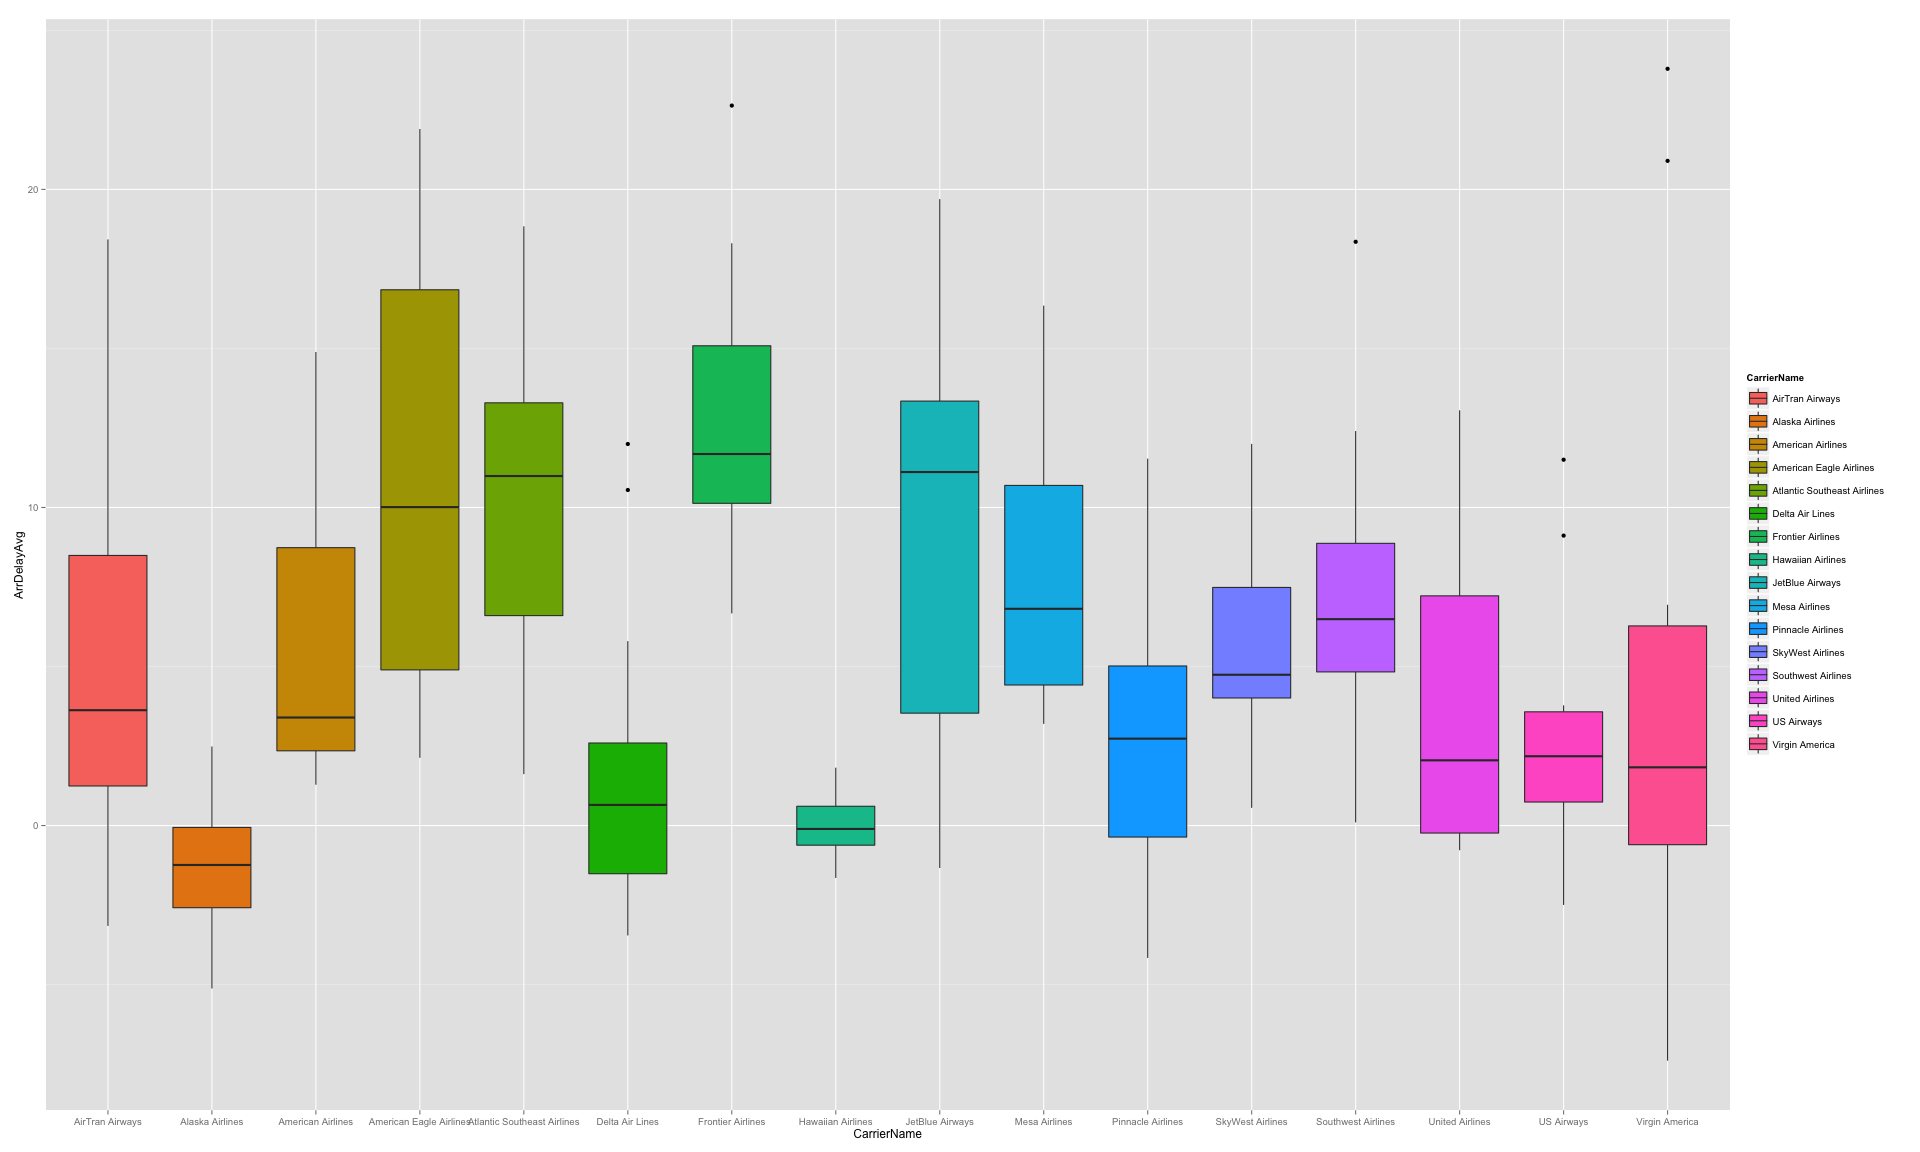 20
10
0
ArrDelayAvg
AirTran Airways
Alaska Airlines
American Airlines
American Eagle Airlines
Atlantic Southeast Airlines
Delta Air Lines
Frontier Airlines
Hawaiian Airlines
JetBlue Airways
Mesa Airlines
Pinnacle Airlines
SkyWest Airlines
Southwest Airlines
United Airlines
US Airways
Virgin America
CarrierName
CarrierName
AirTran Airways
Alaska Airlines
American Airlines
American Eagle Airlines
Atlantic Southeast Airlines
Delta Air Lines
Frontier Airlines
Hawaiian Airlines
JetBlue Airways
Mesa Airlines
Pinnacle Airlines
SkyWest Airlines
Southwest Airlines
United Airlines
US Airways
Virgin America